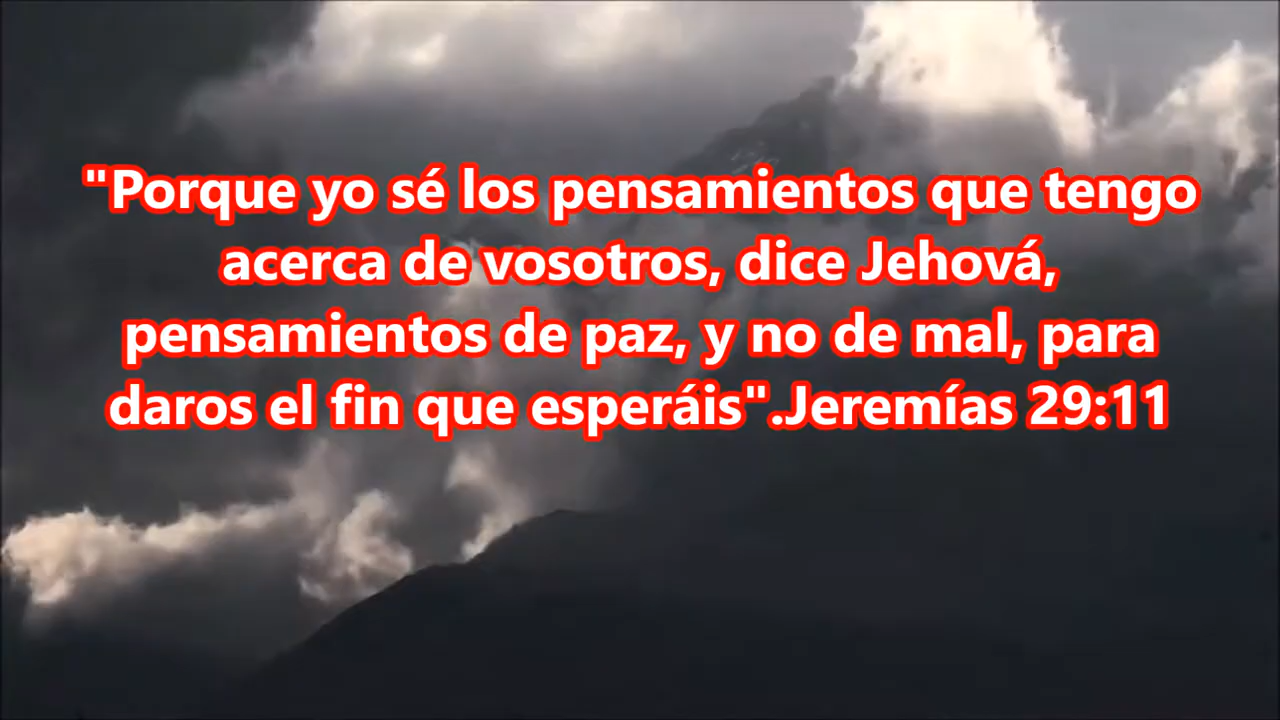 "Porque yo sé los pensamientos que tengo
acerca de vosotros, dice Jehová,
pensamientos de paz, y no de mal, para
daros el fin que esperáis".Jeremías 29:11